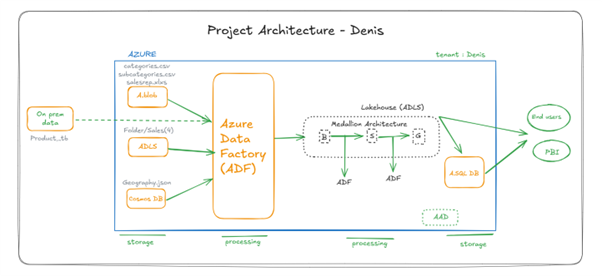 Project Architecture - Denis
AZURE
tenant : Denis
categories.csv
subcategories.csv
salesrep.xlsx
A.blob
On prem
data
Product_tb
Folder/Sales(4)
ADLS
Geography.json
Cosmos DB
Azure
Data
Factory
(ADF)
Lakehouse (ADLS)
Medallion Architecture
B
S
G
ADF
ADF
A.SQL DB
End users
PBI
AAD
storage
processing
processing
storage